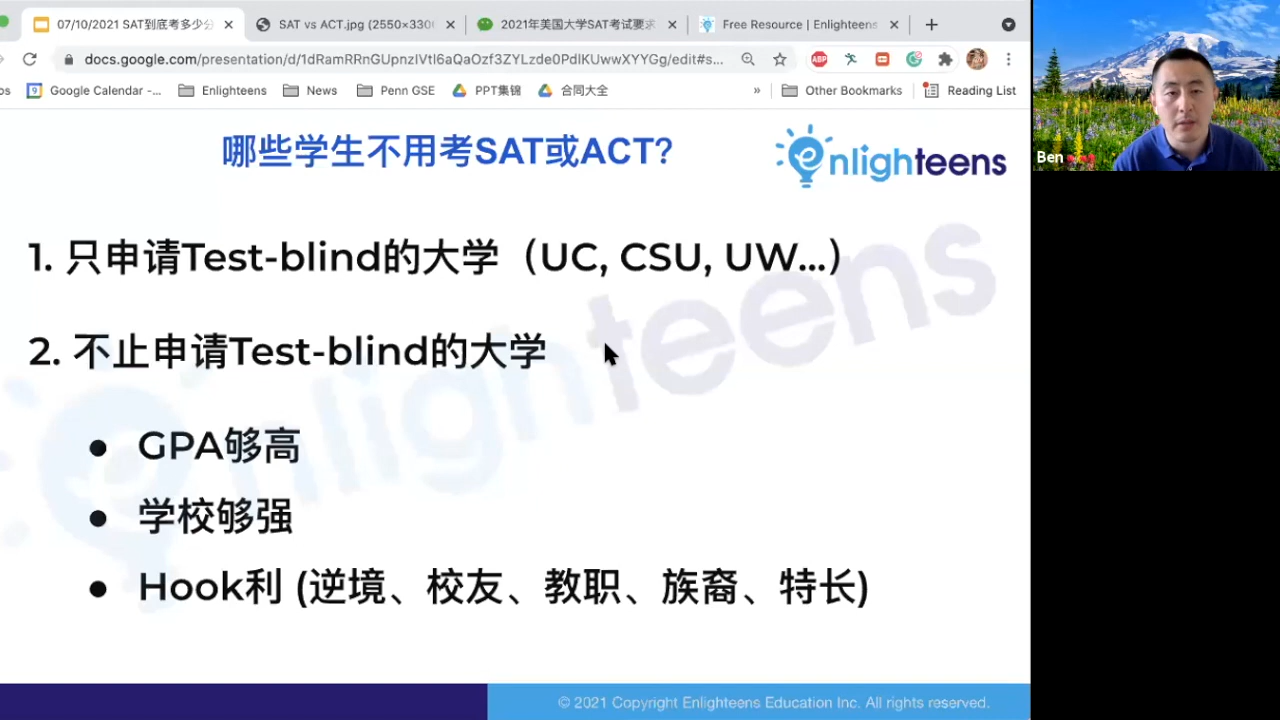 07/10/2021 SAT到底考多少分
SAT vs ACT.jpg (2550×330
2021年美国大学SAT考试要求
Free Resource | Enlighteens
docs.google.com/presentation/d/1dRamRRnGUpnzIVtl6aQaOzf3ZYLzde0PdlKUwwXYYGg/edit#s...
os
Google Calendar -...
Enlighteens
News
Penn GSE
PPT集锦
合同大全
»
Other Bookmarks
Reading List
哪些学生不用考SAT或ACT?
enlighteens
1. 只申请Test-blind的大学（UC, CSU, UW...）
2. 不止申请Test-blind的大学
● GPA够高
● 学校够强
● Hook利 (逆境、校友、教职、族裔、特长)
enlighteens
© 2021 Copyright Enlighteens Education Inc. All rights reserved.
Ben